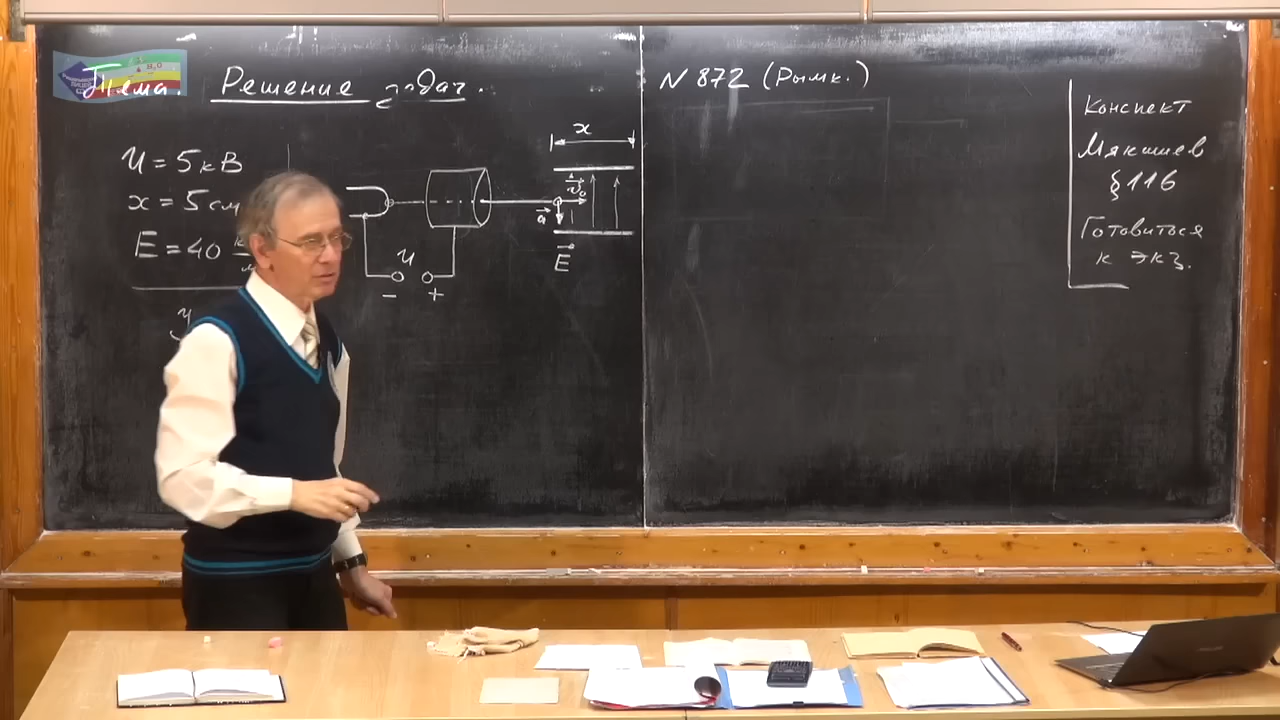 Тема. Решение задач.
U = 5 кВ
x = 5 см
E = 40
y
U
- +
x
v₀
a
E
N 872 (Рымк.)
Конспект
Мякишев
§116
Готовиться
к экз.